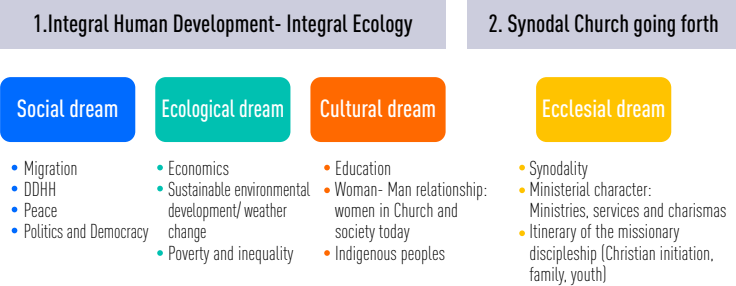 1.Integral Human Development- Integral Ecology
2. Synodal Church going forth
Social dream
• Migration
• DDHH
• Peace
• Politics and Democracy
Ecological dream
• Economics
• Sustainable environmental
development/ weather
change
• Poverty and inequality
Cultural dream
• Education
• Woman- Man relationship:
women in Church and
society today
• Indigenous peoples
Ecclesial dream
• Synodality
• Ministerial character:
Ministries, services and charismas
• Itinerary of the missionary
discipleship (Christian initiation,
family, youth)